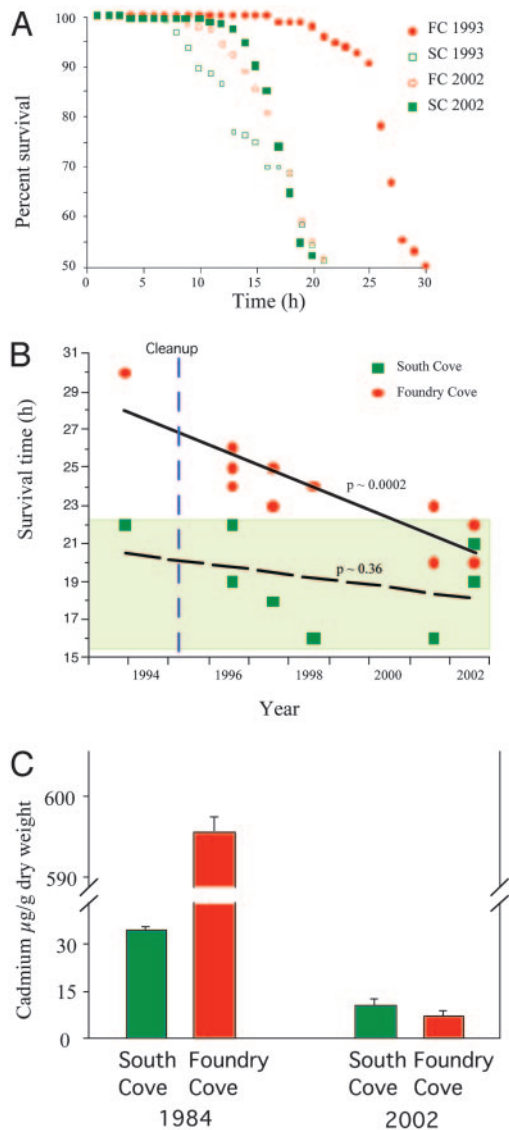 A
100
90
80
70
60
50
Percent survival
0 5 10 15 20 25 30
Time (h)
FC 1993
SC 1993
FC 2002
SC 2002
B
Cleanup
31
29
27
25
23
21
19
17
15
Survival time (h)
South Cove
Foundry Cove
p ~ 0.0002
p ~ 0.36
1994 1996 1998 2000 2002
Year
C
600
590
30
15
0
Cadmium µg/g dry weight
South Foundry South Foundry
Cove Cove Cove Cove
1984 2002